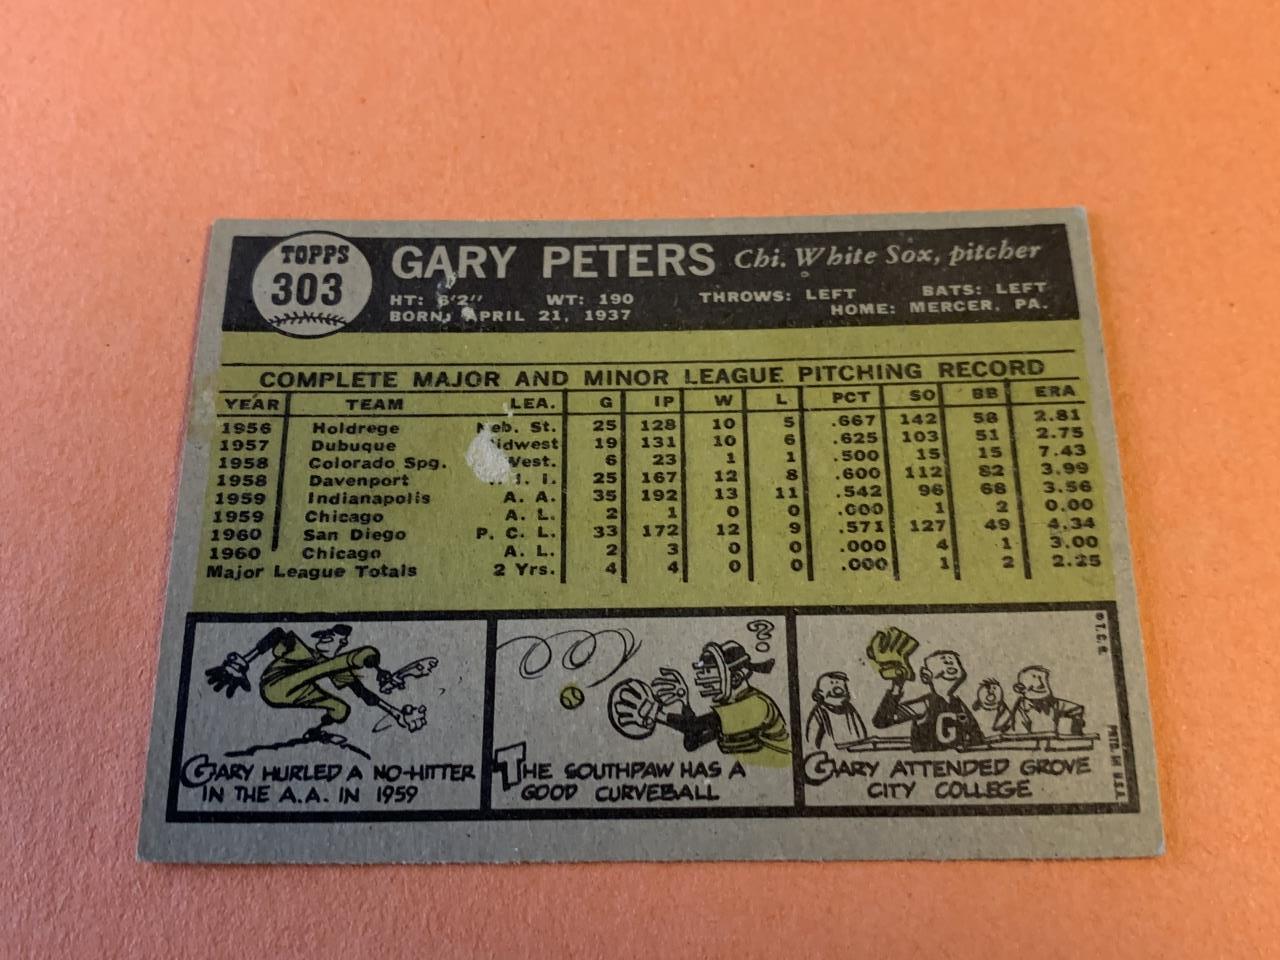 TOPPS
303
GARY PETERS Chi. White Sox, pitcher
HT: 6'2" WT: 190 THROWS: LEFT BATS: LEFT
BORN: APRIL 21, 1937 HOME: MERCER, PA.
COMPLETE MAJOR AND MINOR LEAGUE PITCHING RECORD
YEAR TEAM LEA. G IP W L PCT SO BB ERA
1956 Holdrege Neb. St. 25 128 10 5 .667 142 58 2.81
1957 Dubuque Midwest 19 131 10 6 .625 103 51 2.75
1958 Colorado Spg. West. 6 23 1 1 .500 15 15 7.43
1958 Davenport I. I. 25 167 12 8 .600 112 82 3.99
1959 Indianapolis A. A. 35 192 13 11 .542 96 68 3.56
1959 Chicago A. L. 2 1 0 0 .000 1 2 0.00
1960 San Diego P. C. L. 33 172 12 9 .571 127 49 4.34
1960 Chicago A. L. 2 3 0 0 .000 4 1 3.00
Major League Totals 2 Yrs. 4 4 0 0 .000 1 2 2.25
GARY HURLED A NO-HITTER
IN THE A.A. IN 1959
?
THE SOUTHPAW HAS A
GOOD CURVEBALL
G
GARY ATTENDED GROVE
CITY COLLEGE
© T. C. G.
PRTD. IN U.S.A.